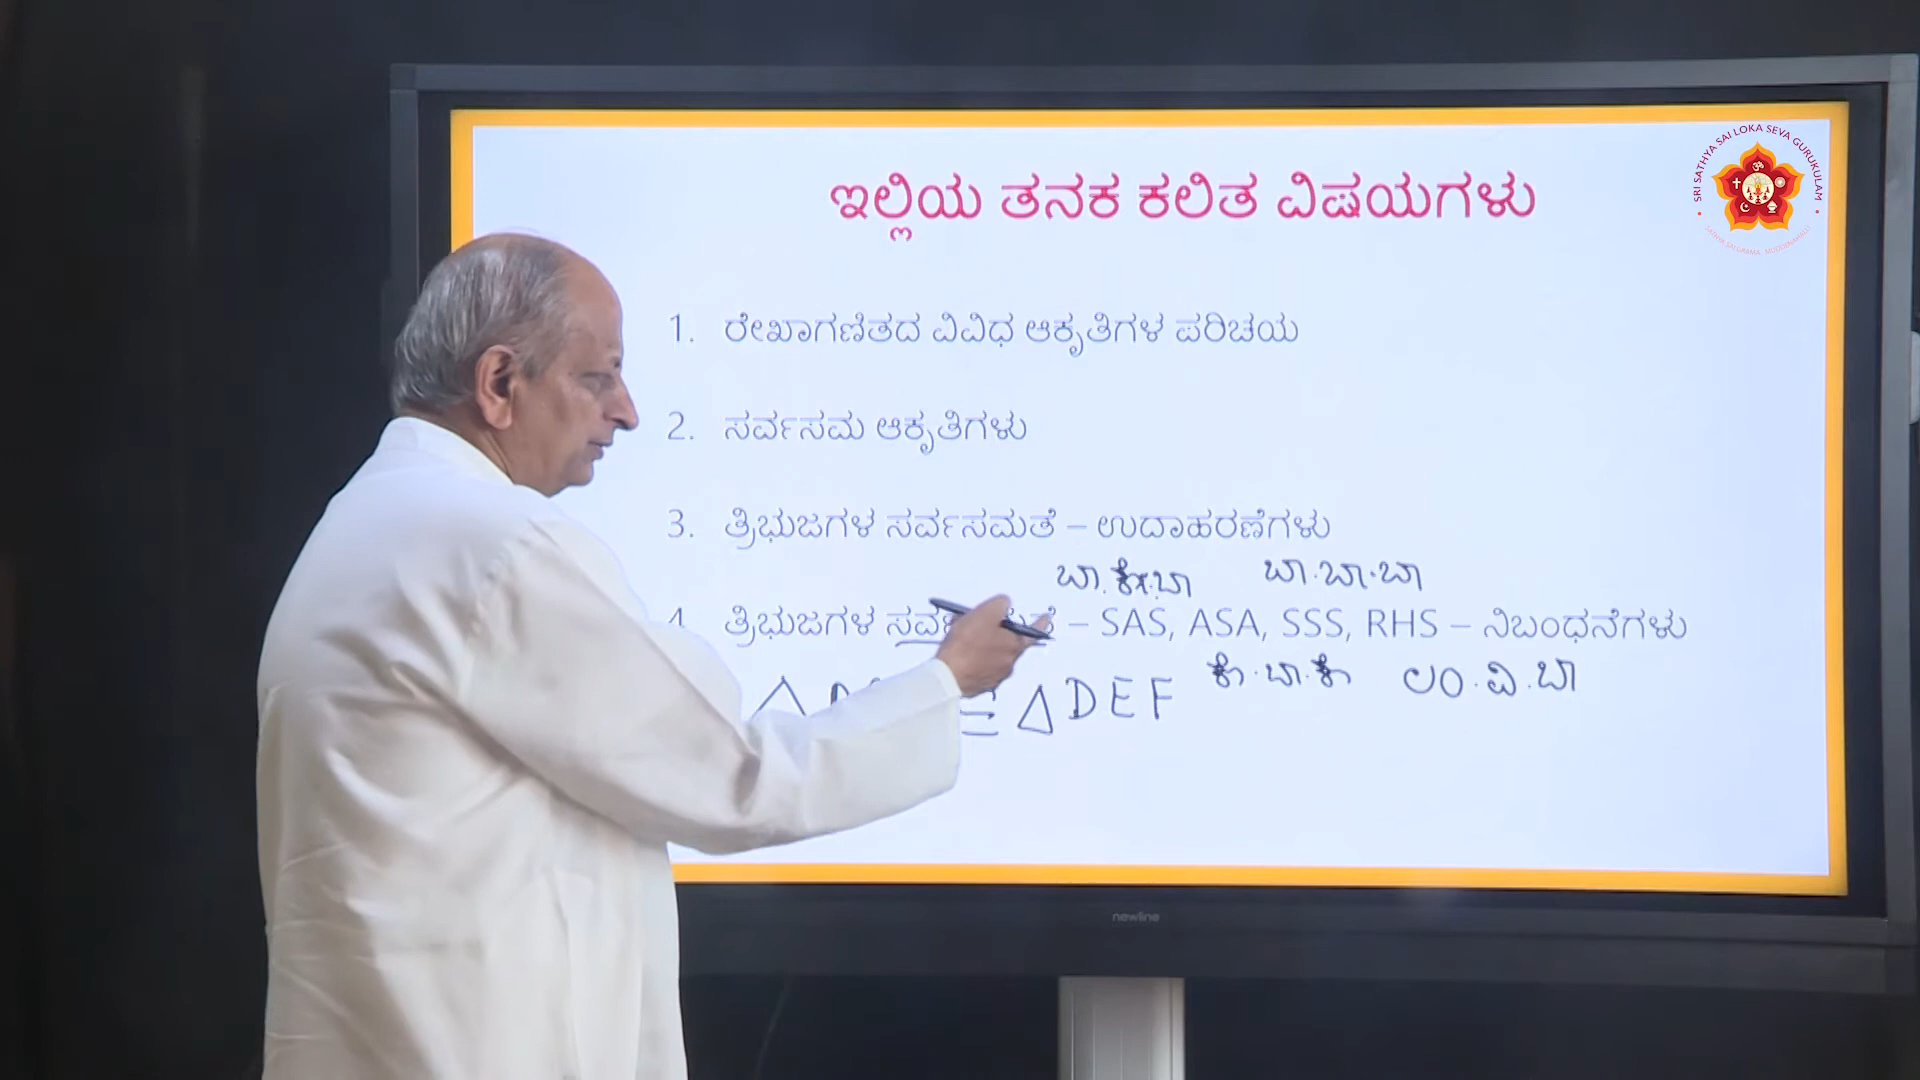 ಇಲ್ಲಿಯ ತನಕ ಕಲಿತ ವಿಷಯಗಳು
SRI SATHYA SAI LOKA SEVA GURUKULAM
1. ರೇಖಾಗಣಿತದ ವಿವಿಧ ಆಕೃತಿಗಳ ಪರಿಚಯ
2. ಸರ್ವಸಮ ಆಕೃತಿಗಳು
3. ತ್ರಿಭುಜಗಳ ಸರ್ವಸಮತೆ – ಉದಾಹರಣೆಗಳು
ಬಾ.ಕೋ.ಬಾ ಬಾ.ಬಾ.ಬಾ
4. ತ್ರಿಭುಜಗಳ – SAS, ASA, SSS, RHS – ನಿಬಂಧನೆಗಳು
ಕೋ.ಬಾ.ಕೋ ಲಂ.ವಿ.ಬಾ
△ ≡ △ DEF
newline